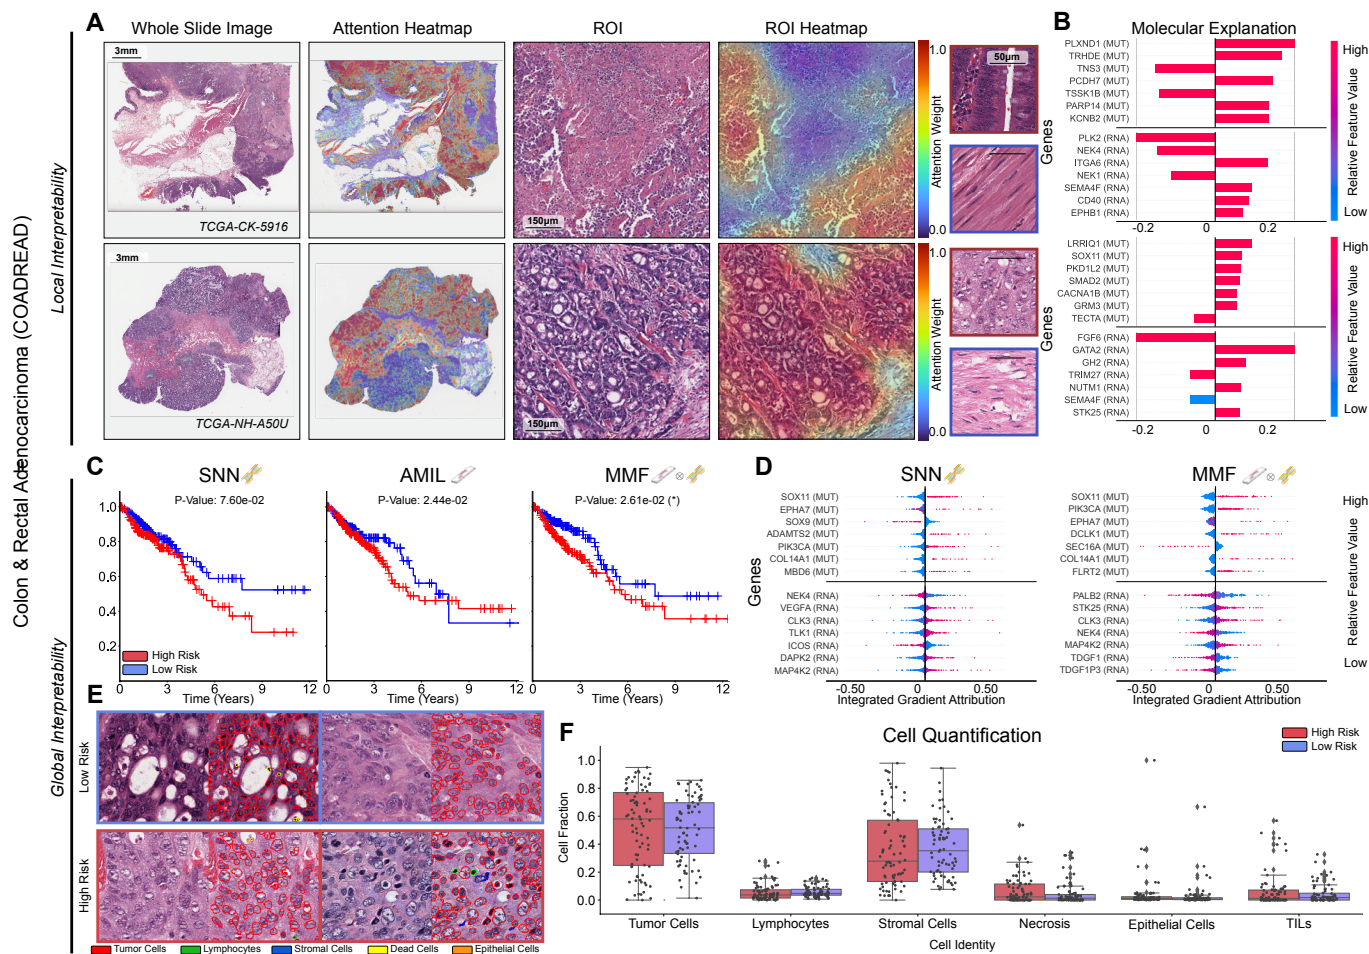 Colon & Rectal Adenocarcinoma (COADREAD)
Local Interpretability
A
Whole Slide Image
Attention Heatmap
ROI
ROI Heatmap
3mm
TCGA-CK-5916
150µm
1.0
Attention Weight
0.0
50µm
3mm
TCGA-NH-A50U
150µm
1.0
Attention Weight
0.0
B
Molecular Explanation
Genes
PLXND1 (MUT)
TRHDE (MUT)
TNS3 (MUT)
PCDH7 (MUT)
TSSK1B (MUT)
PARP14 (MUT)
KCNB2 (MUT)
PLK2 (RNA)
NEK4 (RNA)
ITGA6 (RNA)
NEK1 (RNA)
SEMA4F (RNA)
CD40 (RNA)
EPHB1 (RNA)
-0.2 0 0.2
High
Relative Feature Value
Low
Genes
LRRIQ1 (MUT)
SOX11 (MUT)
PKD1L2 (MUT)
SMAD2 (MUT)
CACNA1B (MUT)
GRM3 (MUT)
TECTA (MUT)
FGF6 (RNA)
GATA2 (RNA)
GH2 (RNA)
TRIM27 (RNA)
NUTM1 (RNA)
SEMA4F (RNA)
STK25 (RNA)
-0.2 0 0.2
High
Relative Feature Value
Low
Global Interpretability
C
SNN
P-Value: 7.60e-02
1.0
0.8
0.6
0.4
0.2
High Risk
Low Risk
0 3 6 9 12
Time (Years)
AMIL
P-Value: 2.44e-02
0 3 6 9 12
Time (Years)
MMF
P-Value: 2.61e-02 (*)
0 3 6 9 12
Time (Years)
D
SNN
Genes
SOX11 (MUT)
EPHA7 (MUT)
SOX9 (MUT)
ADAMTS2 (MUT)
PIK3CA (MUT)
COL14A1 (MUT)
MBD6 (MUT)
NEK4 (RNA)
VEGFA (RNA)
CLK3 (RNA)
TLK1 (RNA)
ICOS (RNA)
DAPK2 (RNA)
MAP4K2 (RNA)
-0.50 0 0.50
Integrated Gradient Attribution
MMF
SOX11 (MUT)
PIK3CA (MUT)
EPHA7 (MUT)
DCLK1 (MUT)
SEC16A (MUT)
COL14A1 (MUT)
FLRT2 (MUT)
PALB2 (RNA)
STK25 (RNA)
CLK3 (RNA)
NEK4 (RNA)
MAP4K2 (RNA)
TDGF1 (RNA)
TDGF1P3 (RNA)
-0.50 0 0.50
Integrated Gradient Attribution
High
Relative Feature Value
Low
E
Low Risk
High Risk
Tumor Cells
Lymphocytes
Stromal Cells
Dead Cells
Epithelial Cells
F
Cell Quantification
High Risk
Low Risk
Cell Fraction
1.0
0.8
0.6
0.4
0.2
0.0
Tumor Cells
Lymphocytes
Stromal Cells
Necrosis
Epithelial Cells
TILs
Cell Identity